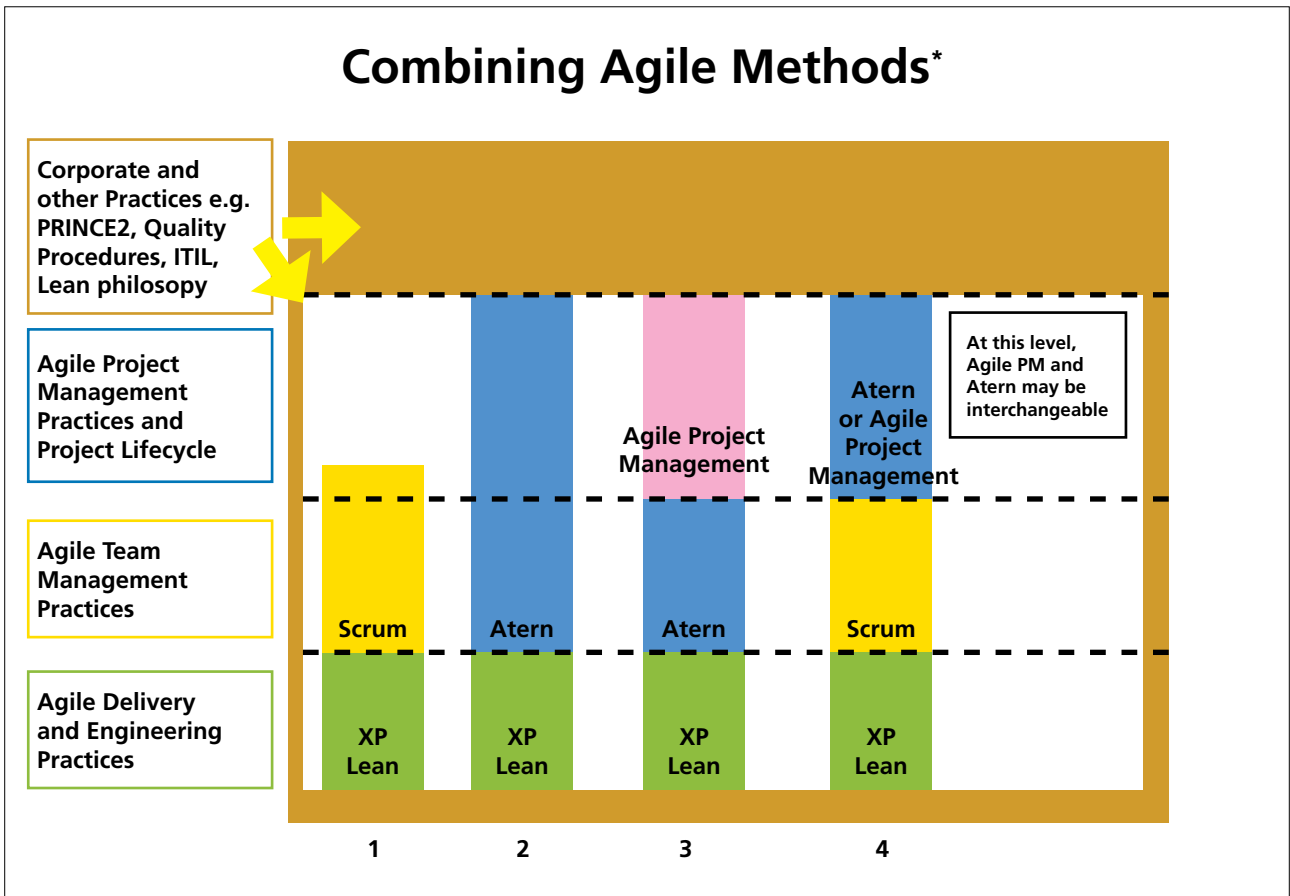 Combining Agile Methods*
Corporate and
other Practices e.g.
PRINCE2, Quality
Procedures, ITIL,
Lean philosopy
Agile Project
Management
Practices and
Project Lifecycle
Agile Team
Management
Practices
Agile Delivery
and Engineering
Practices
Agile Project
Management
Atern
or Agile
Project
Management
At this level,
Agile PM and
Atern may be
interchangeable
Scrum
Atern
Atern
Scrum
XP
Lean
XP
Lean
XP
Lean
XP
Lean
1
2
3
4